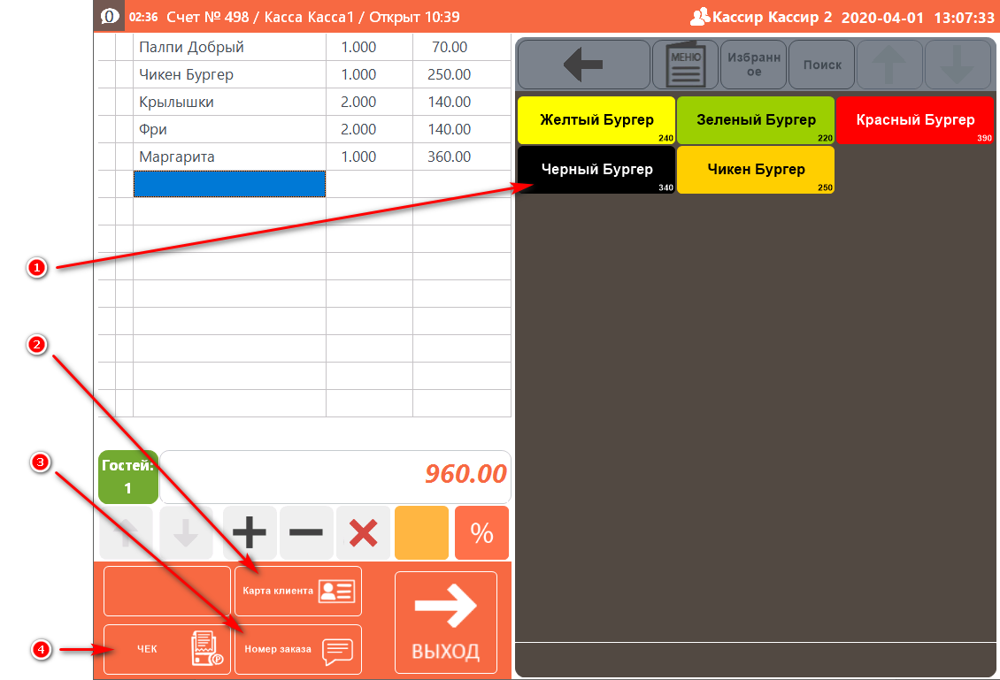 0 02:36 Счет № 498 / Касса Касса1 / Открыт 10:39 Кассир Кассир 2 2020-04-01 13:07:33
Палпи Добрый 1.000 70.00
Чикен Бургер 1.000 250.00
Крылышки 2.000 140.00
Фри 2.000 140.00
Маргарита 1.000 360.00
МЕНЮ
Избранн
ое
Поиск
Желтый Бургер
240
Зеленый Бургер
220
Красный Бургер
390
Черный Бургер
340
Чикен Бургер
250
1
2
3
4
Гостей:
1
960.00
%
Карта клиента
ЧЕК
Р
Номер заказа
ВЫХОД